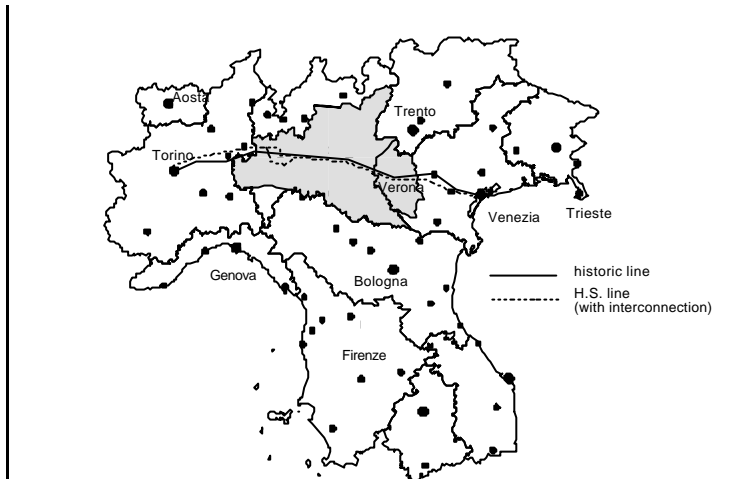 Aosta
Trento
Torino
Verona
Venezia
Trieste
Genova
Bologna
historic line
H.S. line
(with interconnection)
Firenze